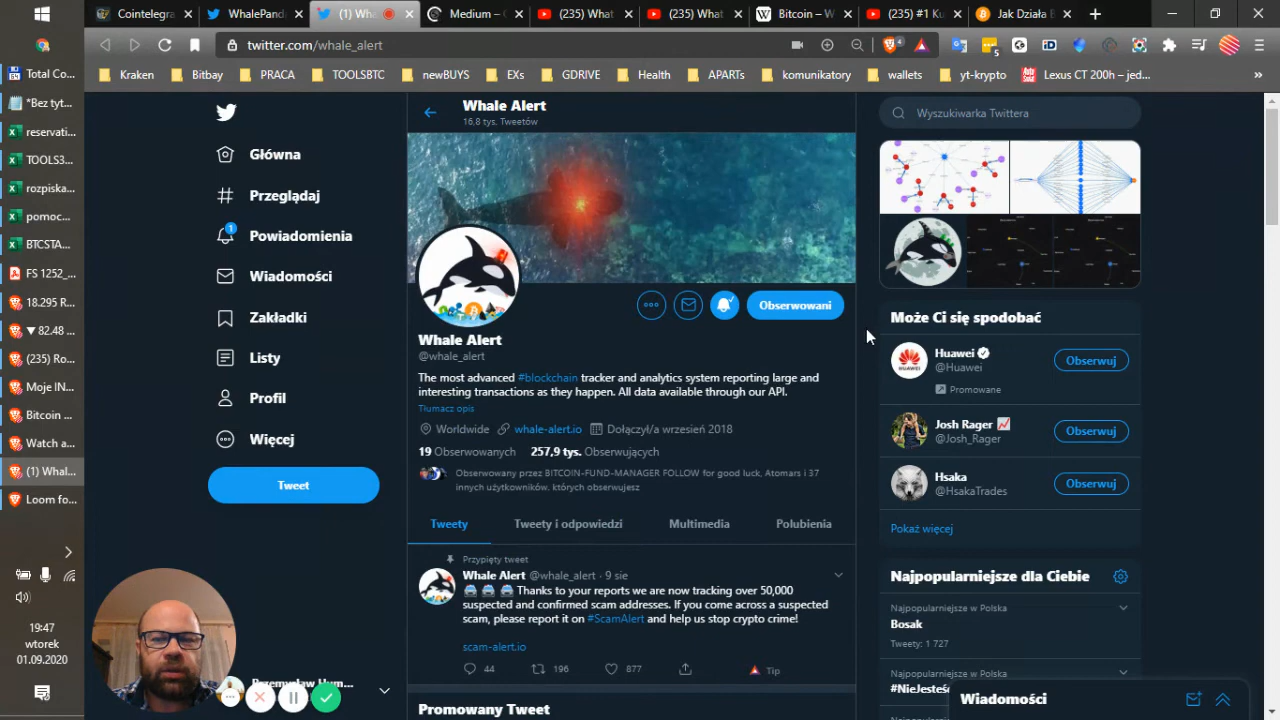 Cointelegra
WhalePand
(1) Wha
Medium –
(235) What
(235) What
Bitcoin – W
(235) #1 Ku
Jak Działa B
twitter.com/whale_alert
Kraken
Bitbay
PRACA
TOOLSBTC
newBUYS
EXs
GDRIVE
Health
APARTs
komunikatory
wallets
yt-krypto
Lexus CT 200h – jed...
Total Co...
*Bez tyt...
reservati...
TOOLS3...
rozpiska...
pomoc...
BTCSTA...
FS 1252_...
18.295 R...
▼ 82.48 ...
(235) Ro...
Moje IN...
Bitcoin ...
Watch a...
(1) Whal...
Loom fo...
19:47
wtorek
01.09.2020
Główna
Przeglądaj
1
Powiadomienia
Wiadomości
Zakładki
Listy
Profil
Więcej
Tweet
Whale Alert
16,8 tys. Tweetów
Obserwowani
Whale Alert
@whale_alert
The most advanced #blockchain tracker and analytics system reporting large and
interesting transactions as they happen. All data available through our API.
Tłumacz opis
Worldwide whale-alert.io Dołączył/a wrzesień 2018
19 Obserwowanych 257,9 tys. Obserwujących
Obserwowany przez BITCOIN-FUND-MANAGER FOLLOW for good luck, Atomars i 37
innych użytkowników, których obserwujesz
Tweety Tweety i odpowiedzi Multimedia Polubienia
Przypięty tweet
Whale Alert @whale_alert · 9 sie
🚔 🚔 🚔 Thanks to your reports we are now tracking over 50,000
suspected and confirmed scam addresses. If you come across a suspected
scam, please report it on #ScamAlert and help us stop crypto crime!
scam-alert.io
44 196 877 Tip
Promowany Tweet
Wyszukiwarka Twittera
Może Ci się spodobać
Huawei
@Huawei
Obserwuj
Promowane
Josh Rager
@Josh_Rager
Obserwuj
Hsaka
@HsakaTrades
Obserwuj
Pokaż więcej
Najpopularniejsze dla Ciebie
Najpopularniejsze w Polska
Bosak
Tweety: 1 727
Najpopularniejsze w Polska
Wiadomości